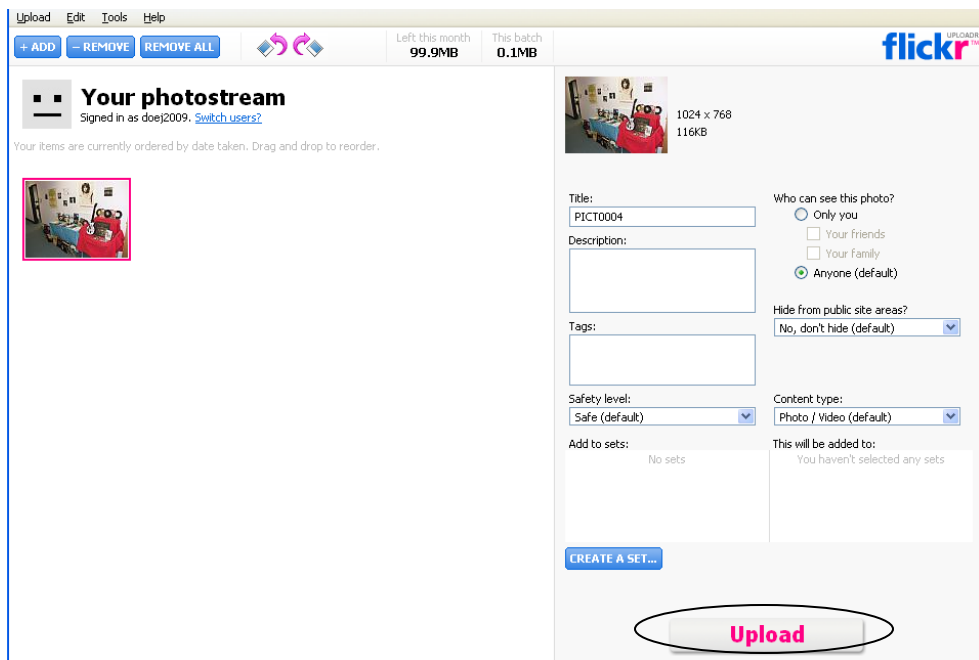 Upload Edit Tools Help
+ ADD - REMOVE REMOVE ALL Left this month This batch
99.9MB 0.1MB
flickr UPLOADR™
Your photostream
Signed in as doej2009. Switch users?
Your items are currently ordered by date taken. Drag and drop to reorder.
1024 x 768
116KB
Title:
PICT0004
Description:
Tags:
Safety level:
Safe (default)
Add to sets:
No sets
CREATE A SET...
Who can see this photo?
Only you
Your friends
Your family
Anyone (default)
Hide from public site areas?
No, don't hide (default)
Content type:
Photo / Video (default)
This will be added to:
You haven't selected any sets
Upload